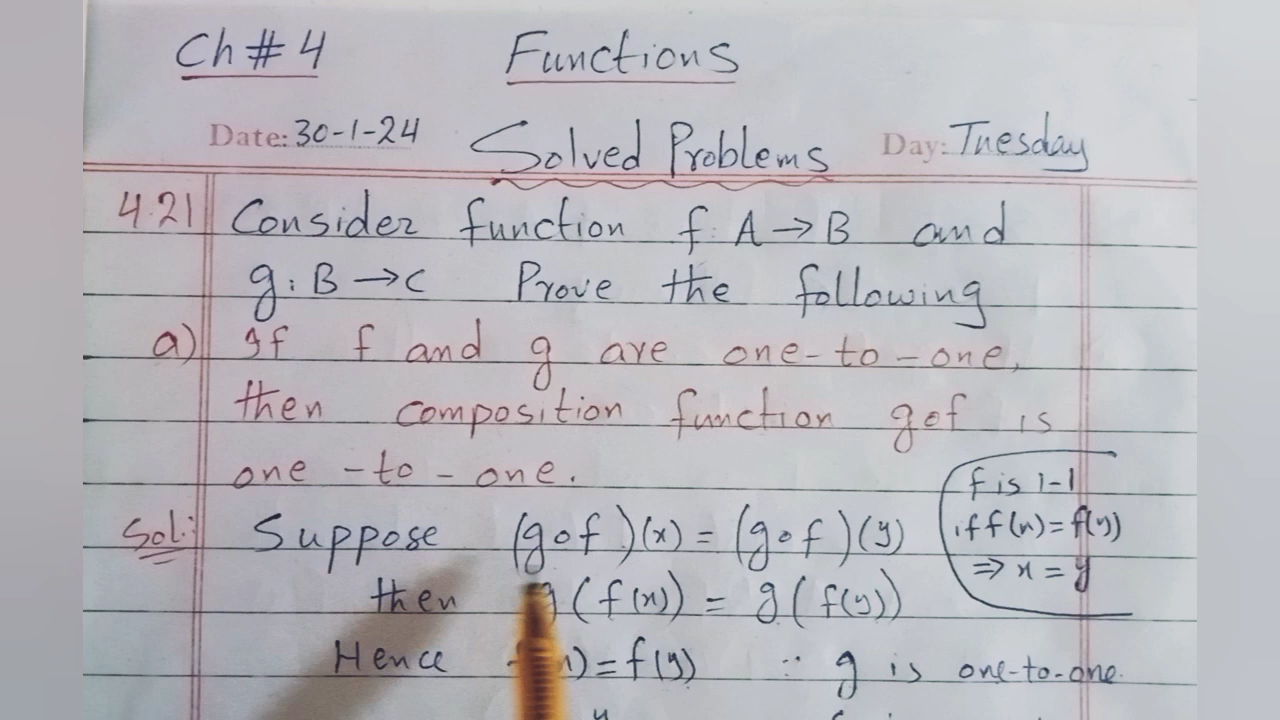 Ch # 4 Functions
Date: 30-1-24 Solved Problems Day: Tuesday
4.21 Consider function f: A→B and
g: B→C Prove the following
a) If f and g are one-to-one,
then composition function gof is
one-to-one.
f is 1-1
if f(x)=f(y)
⇒ x = y
Sol: Suppose (gof)(x) = (gof)(y)
then g(f(x)) = g(f(y))
Hence =f(y) ∵ g is one-to-one.